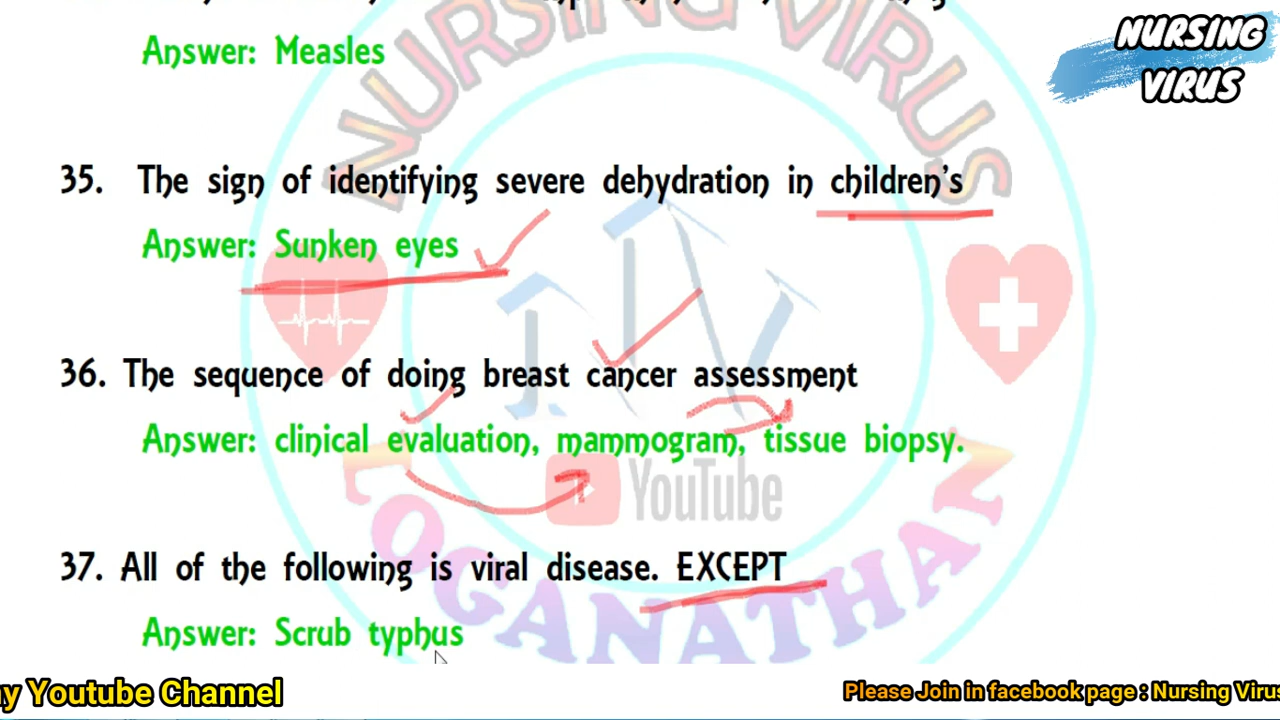 Answer: Measles
NURSING
VIRUS
NURSING VIRUS
35. The sign of identifying severe dehydration in children's
Answer: Sunken eyes
36. The sequence of doing breast cancer assessment
Answer: clinical evaluation, mammogram, tissue biopsy.
YouTube
37. All of the following is viral disease. EXCEPT
LOGANATHAN
Answer: Scrub typhus
Youtube Channel
Please Join in facebook page : Nursing